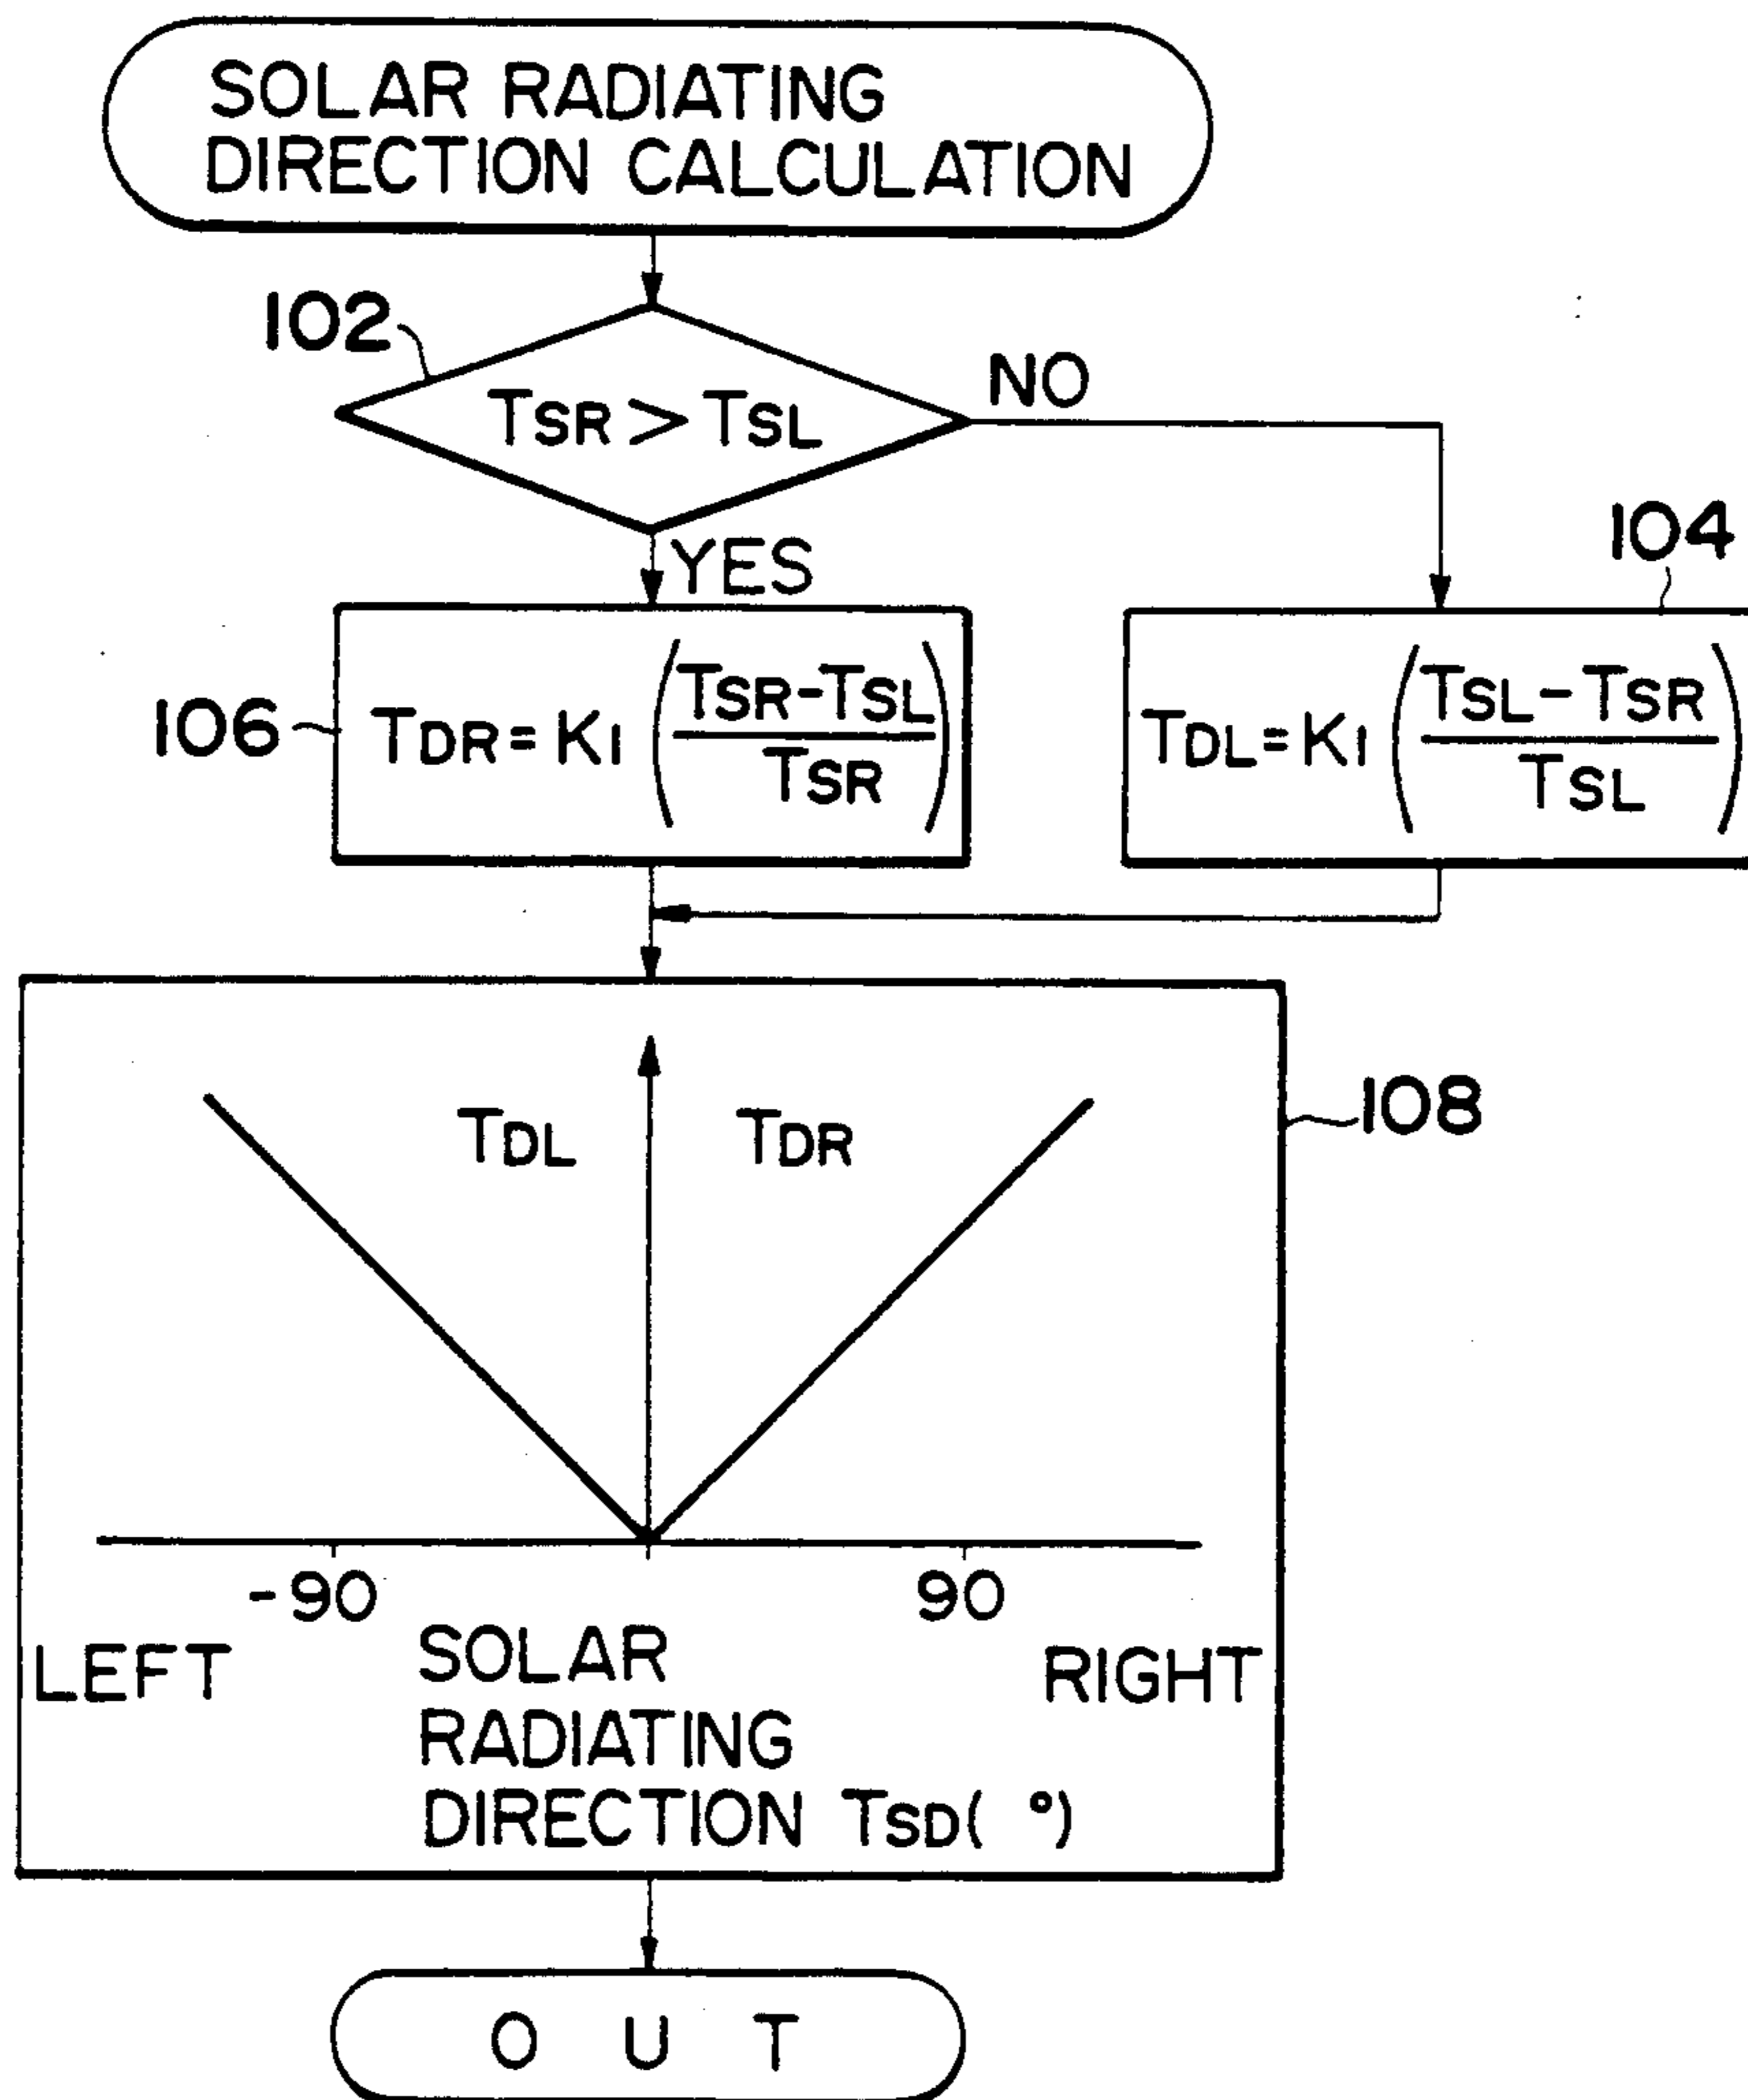 SOLAR RADIATING
DIRECTION CALCULATION
102
TSR > TSL
NO
YES
104
106
TDR = K1 (TSR-TSL / TSR)
TDL = K1 (TSL-TSR / TSL)
108
TDL
TDR
-90
90
LEFT
SOLAR
RADIATING
DIRECTION TSD( °)
RIGHT
O U T